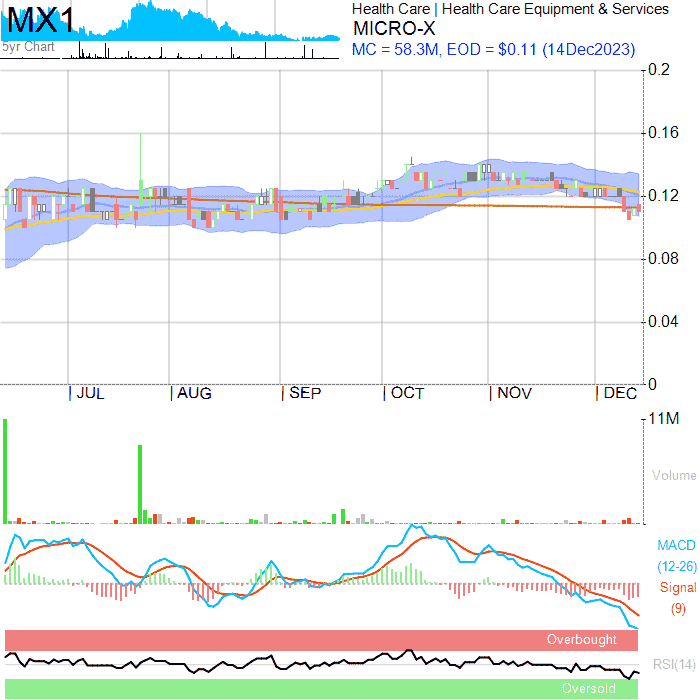 MX1
5yr Chart
Health Care | Health Care Equipment & Services
MICRO-X
MC = 58.3M, EOD = $0.11 (14Dec2023)
0.2
0.16
0.12
0.08
0.04
0
| JUL | AUG | SEP | OCT | NOV | DEC
11M
Volume
MACD
(12-26)
Signal
(9)
Overbought
RSI(14)
Oversold